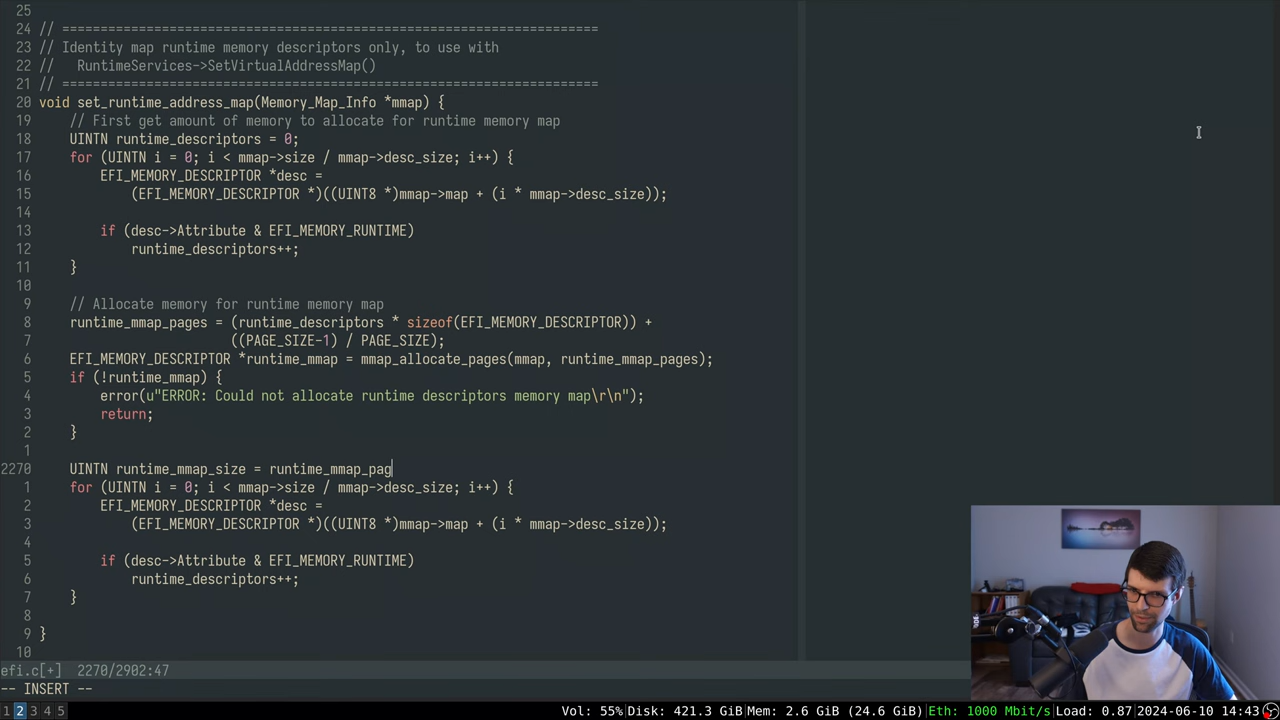 25
24 // ======================================================================
23 // Identity map runtime memory descriptors only, to use with
22 //   RuntimeServices->SetVirtualAddressMap()
21 // ======================================================================
20 void set_runtime_address_map(Memory_Map_Info *mmap) {
19     // First get amount of memory to allocate for runtime memory map
18     UINTN runtime_descriptors = 0;
17     for (UINTN i = 0; i < mmap->size / mmap->desc_size; i++) {
16         EFI_MEMORY_DESCRIPTOR *desc =
15             (EFI_MEMORY_DESCRIPTOR *)((UINT8 *)mmap->map + (i * mmap->desc_size));
14
13         if (desc->Attribute & EFI_MEMORY_RUNTIME)
12             runtime_descriptors++;
11     }
10
9     // Allocate memory for runtime memory map
8     runtime_mmap_pages = (runtime_descriptors * sizeof(EFI_MEMORY_DESCRIPTOR)) +
7                          ((PAGE_SIZE-1) / PAGE_SIZE);
6     EFI_MEMORY_DESCRIPTOR *runtime_mmap = mmap_allocate_pages(mmap, runtime_mmap_pages);
5     if (!runtime_mmap) {
4         error(u"ERROR: Could not allocate runtime descriptors memory map\r\n");
3         return;
2     }
1
2270     UINTN runtime_mmap_size = runtime_mmap_pag
1     for (UINTN i = 0; i < mmap->size / mmap->desc_size; i++) {
2         EFI_MEMORY_DESCRIPTOR *desc =
3             (EFI_MEMORY_DESCRIPTOR *)((UINT8 *)mmap->map + (i * mmap->desc_size));
4
5         if (desc->Attribute & EFI_MEMORY_RUNTIME)
6             runtime_descriptors++;
7     }
8
9 }
10
efi.c[+]  2270/2902:47
-- INSERT --
1 2 3 4 5 Vol: 55% Disk: 421.3 GiB Mem: 2.6 GiB (24.6 GiB) Eth: 1000 Mbit/s Load: 0.87 2024-06-10 14:43